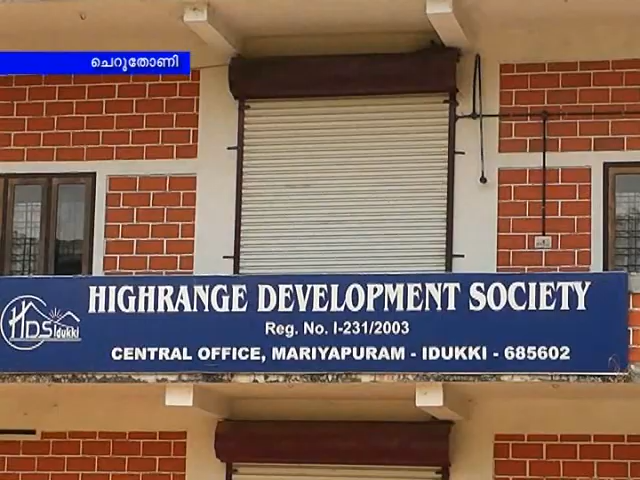 ചെറുതോണി
HIGHRANGE DEVELOPMENT SOCIETY
HDS Idukki
Reg. No. I-231/2003
CENTRAL OFFICE, MARIYAPURAM - IDUKKI - 685602